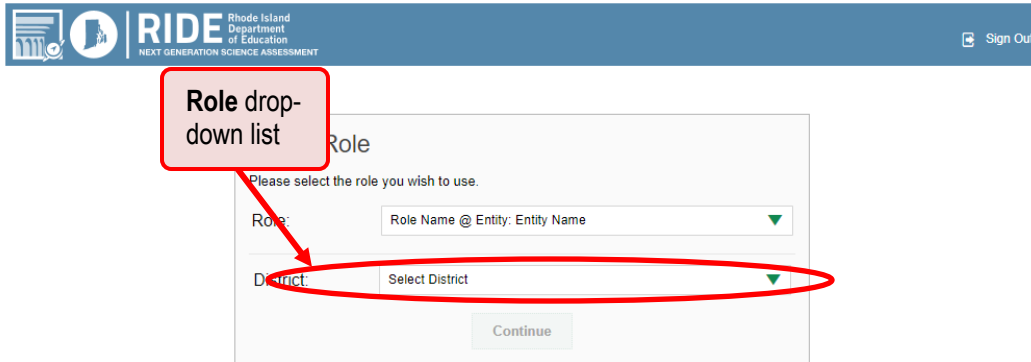 RIDE
Rhode Island
Department
of Education
NEXT GENERATION SCIENCE ASSESSMENT
Sign Out
Role drop-
down list
Role
Please select the role you wish to use.
Role: Role Name @ Entity: Entity Name
District: Select District
Continue